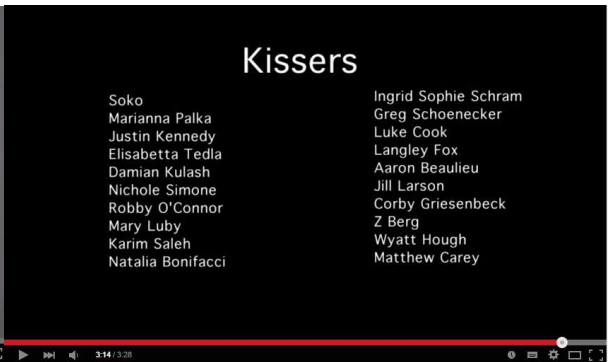 Kissers
Soko
Marianna Palka
Justin Kennedy
Elisabetta Tedla
Damian Kulash
Nichole Simone
Robby O'Connor
Mary Luby
Karim Saleh
Natalia Bonifacci
Ingrid Sophie Schram
Greg Schoenecker
Luke Cook
Langley Fox
Aaron Beaulieu
Jill Larson
Corby Griesenbeck
Z Berg
Wyatt Hough
Matthew Carey
3:14 / 3:28